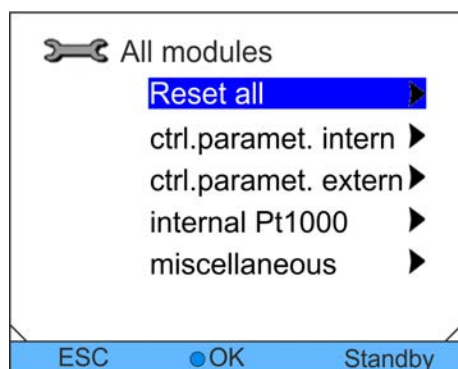 All modules
Reset all
ctrl.paramet. intern
ctrl.paramet. extern
internal Pt1000
miscellaneous
ESC OK Standby